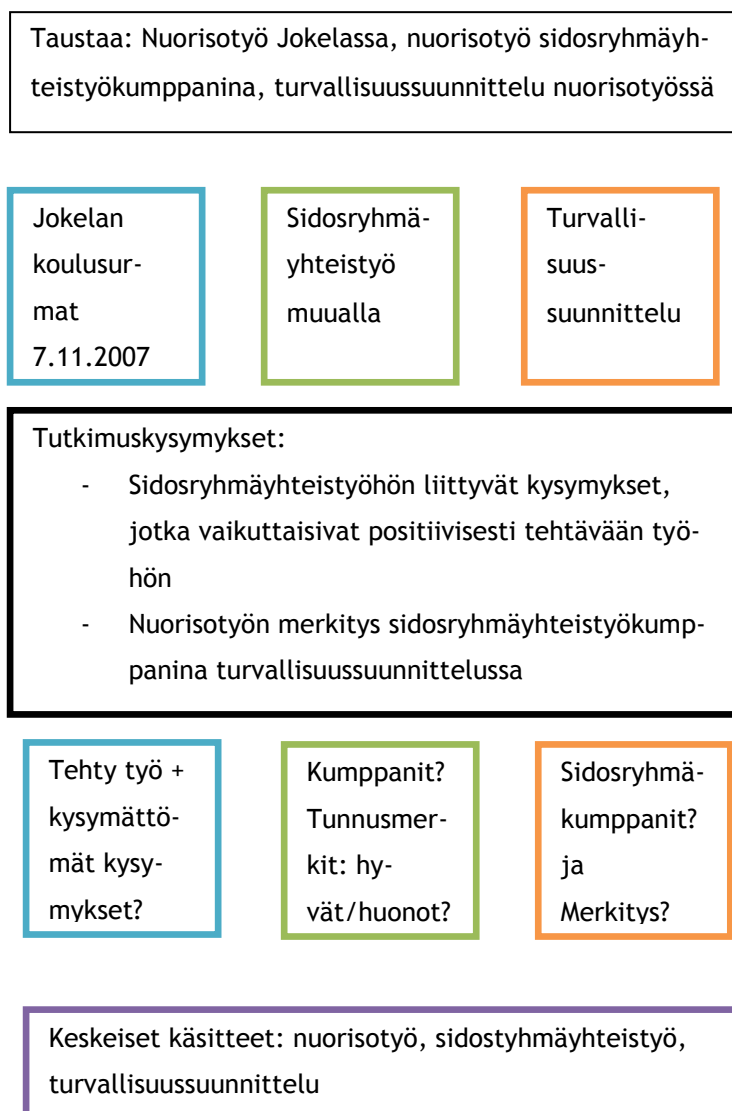 Taustaa: Nuorisotyö Jokelassa, nuorisotyö sidosryhmäyh-
teistyökumppanina, turvallisuussuunnittelu nuorisotyössä
Jokelan
koulusur-
mat
7.11.2007
Sidosryhmä-
yhteistyö
muualla
Turvalli-
suus-
suunnittelu
Tutkimuskysymykset:
- Sidosryhmäyhteistyöhön liittyvät kysymykset,
jotka vaikuttaisivat positiivisesti tehtävään työ-
hön
- Nuorisotyön merkitys sidosryhmäyhteistyökump-
panina turvallisuussuunnittelussa
Tehty työ +
kysymättö-
mät kysy-
mykset?
Kumppanit?
Tunnusmer-
kit: hy-
vät/huonot?
Sidosryhmä-
kumppanit?
ja
Merkitys?
Keskeiset käsitteet: nuorisotyö, sidostyhmäyhteistyö,
turvallisuussuunnittelu